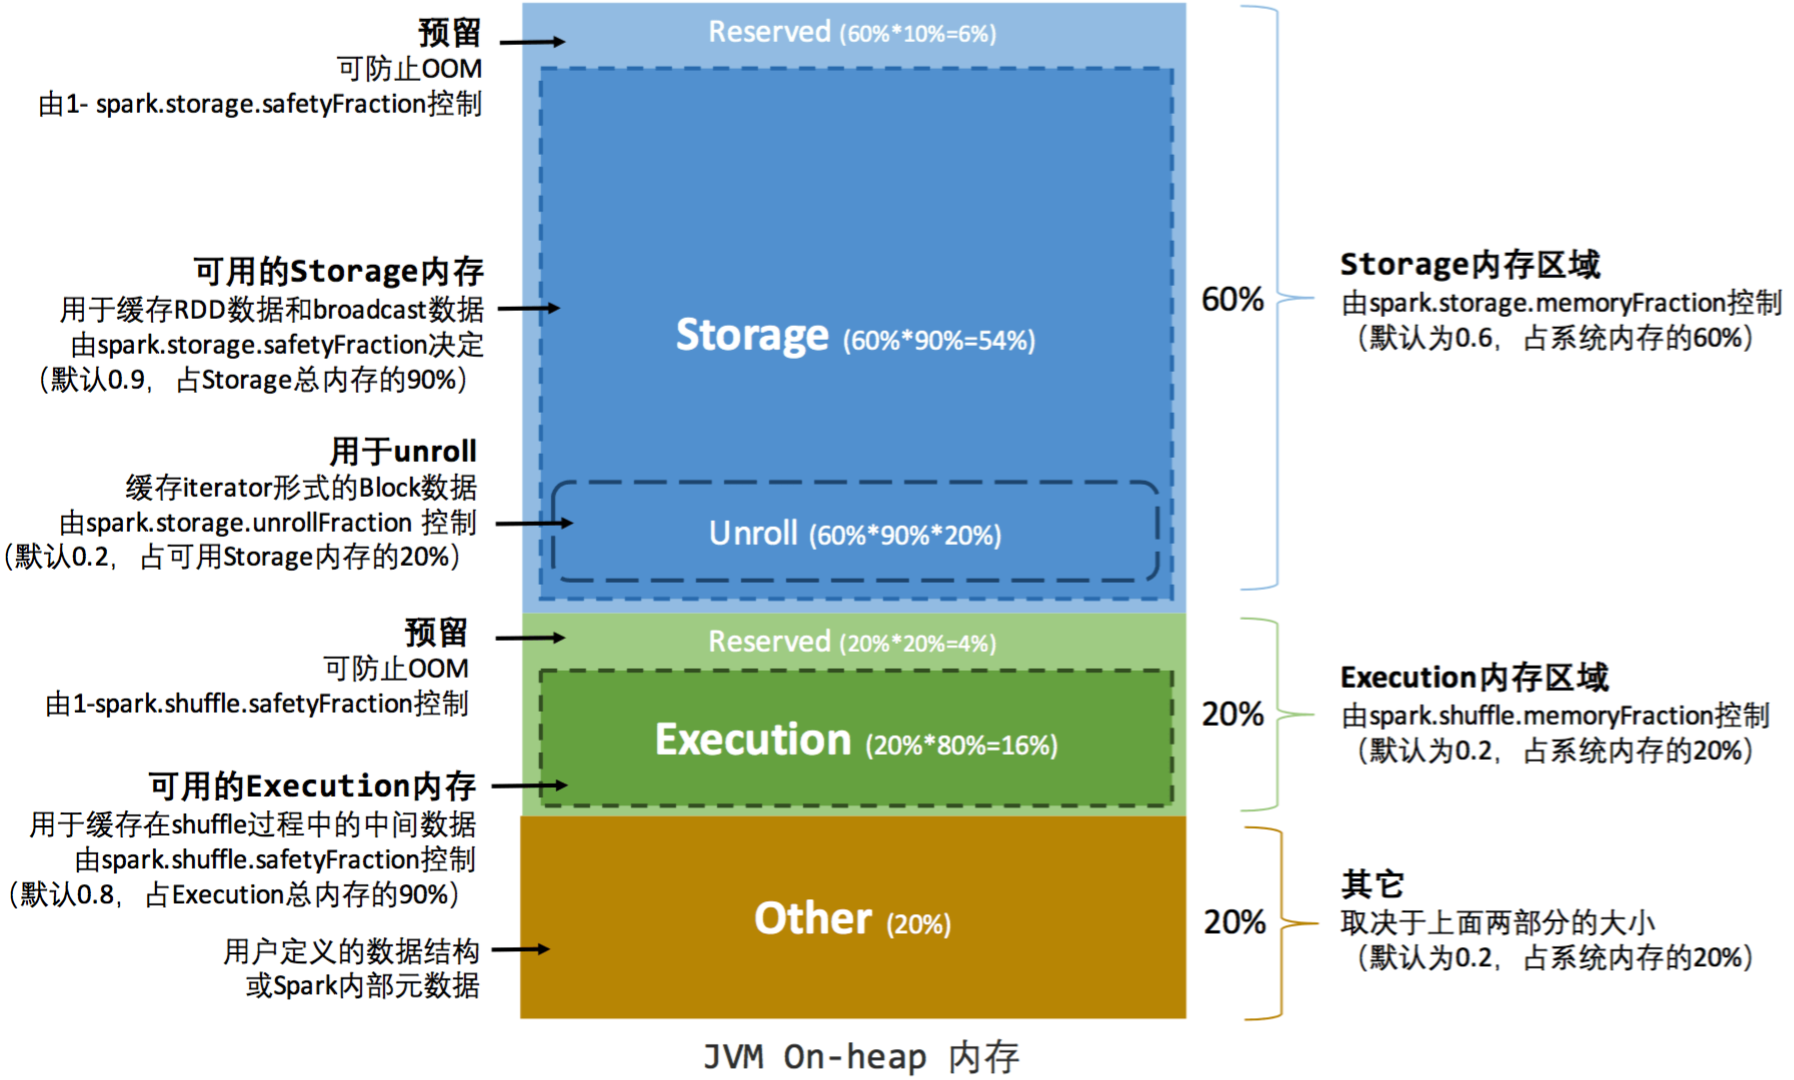 预留
可防止OOM
由1- spark.storage.safetyFraction控制
可用的Storage内存
用于缓存RDD数据和broadcast数据
由spark.storage.safetyFraction决定
（默认0.9，占Storage总内存的90%）
用于unroll
缓存iterator形式的Block数据
由spark.storage.unrollFraction 控制
（默认0.2，占可用Storage内存的20%）
预留
可防止OOM
由1-spark.shuffle.safetyFraction控制
可用的Execution内存
用于缓存在shuffle过程中的中间数据
由spark.shuffle.safetyFraction控制
（默认0.8，占Execution总内存的90%）
用户定义的数据结构
或Spark内部元数据
Reserved (60%*10%=6%)
Storage (60%*90%=54%)
Unroll (60%*90%*20%)
Reserved (20%*20%=4%)
Execution (20%*80%=16%)
Other (20%)
JVM On-heap 内存
60%
Storage内存区域
由spark.storage.memoryFraction控制
（默认为0.6，占系统内存的60%）
20%
Execution内存区域
由spark.shuffle.memoryFraction控制
（默认为0.2，占系统内存的20%）
20%
其它
取决于上面两部分的大小
（默认为0.2，占系统内存的20%）